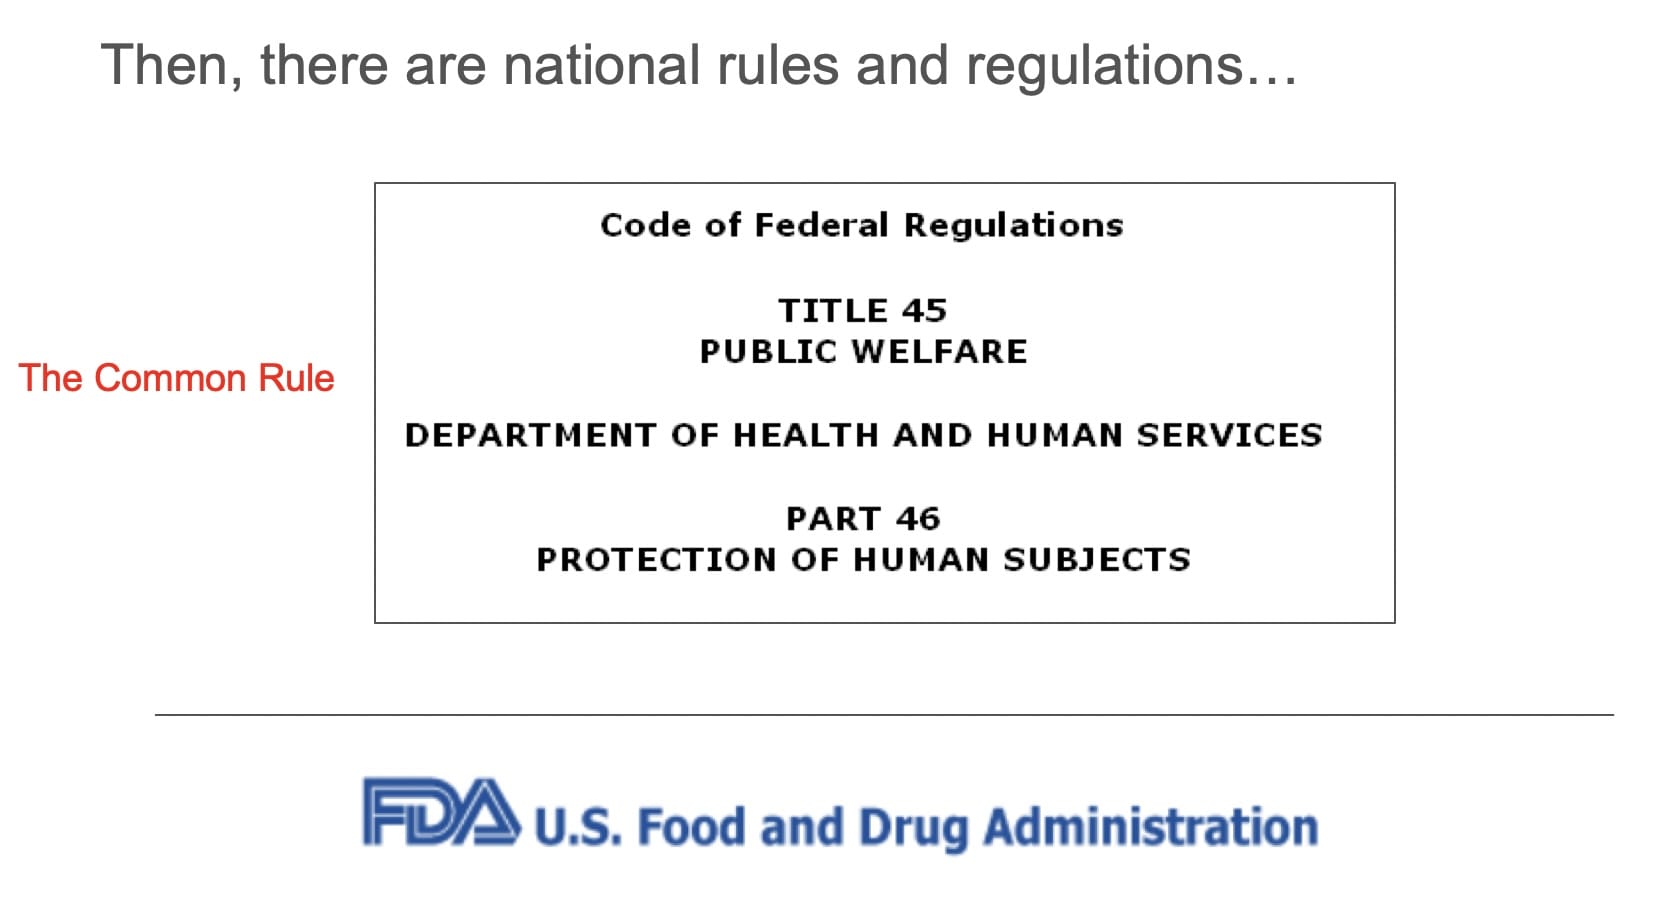 Then, there are national rules and regulations…
Code of Federal Regulations
TITLE 45
PUBLIC WELFARE
The Common Rule
DEPARTMENT OF HEALTH AND HUMAN SERVICES
PART 46
PROTECTION OF HUMAN SUBJECTS
FDA U.S. Food and Drug Administration